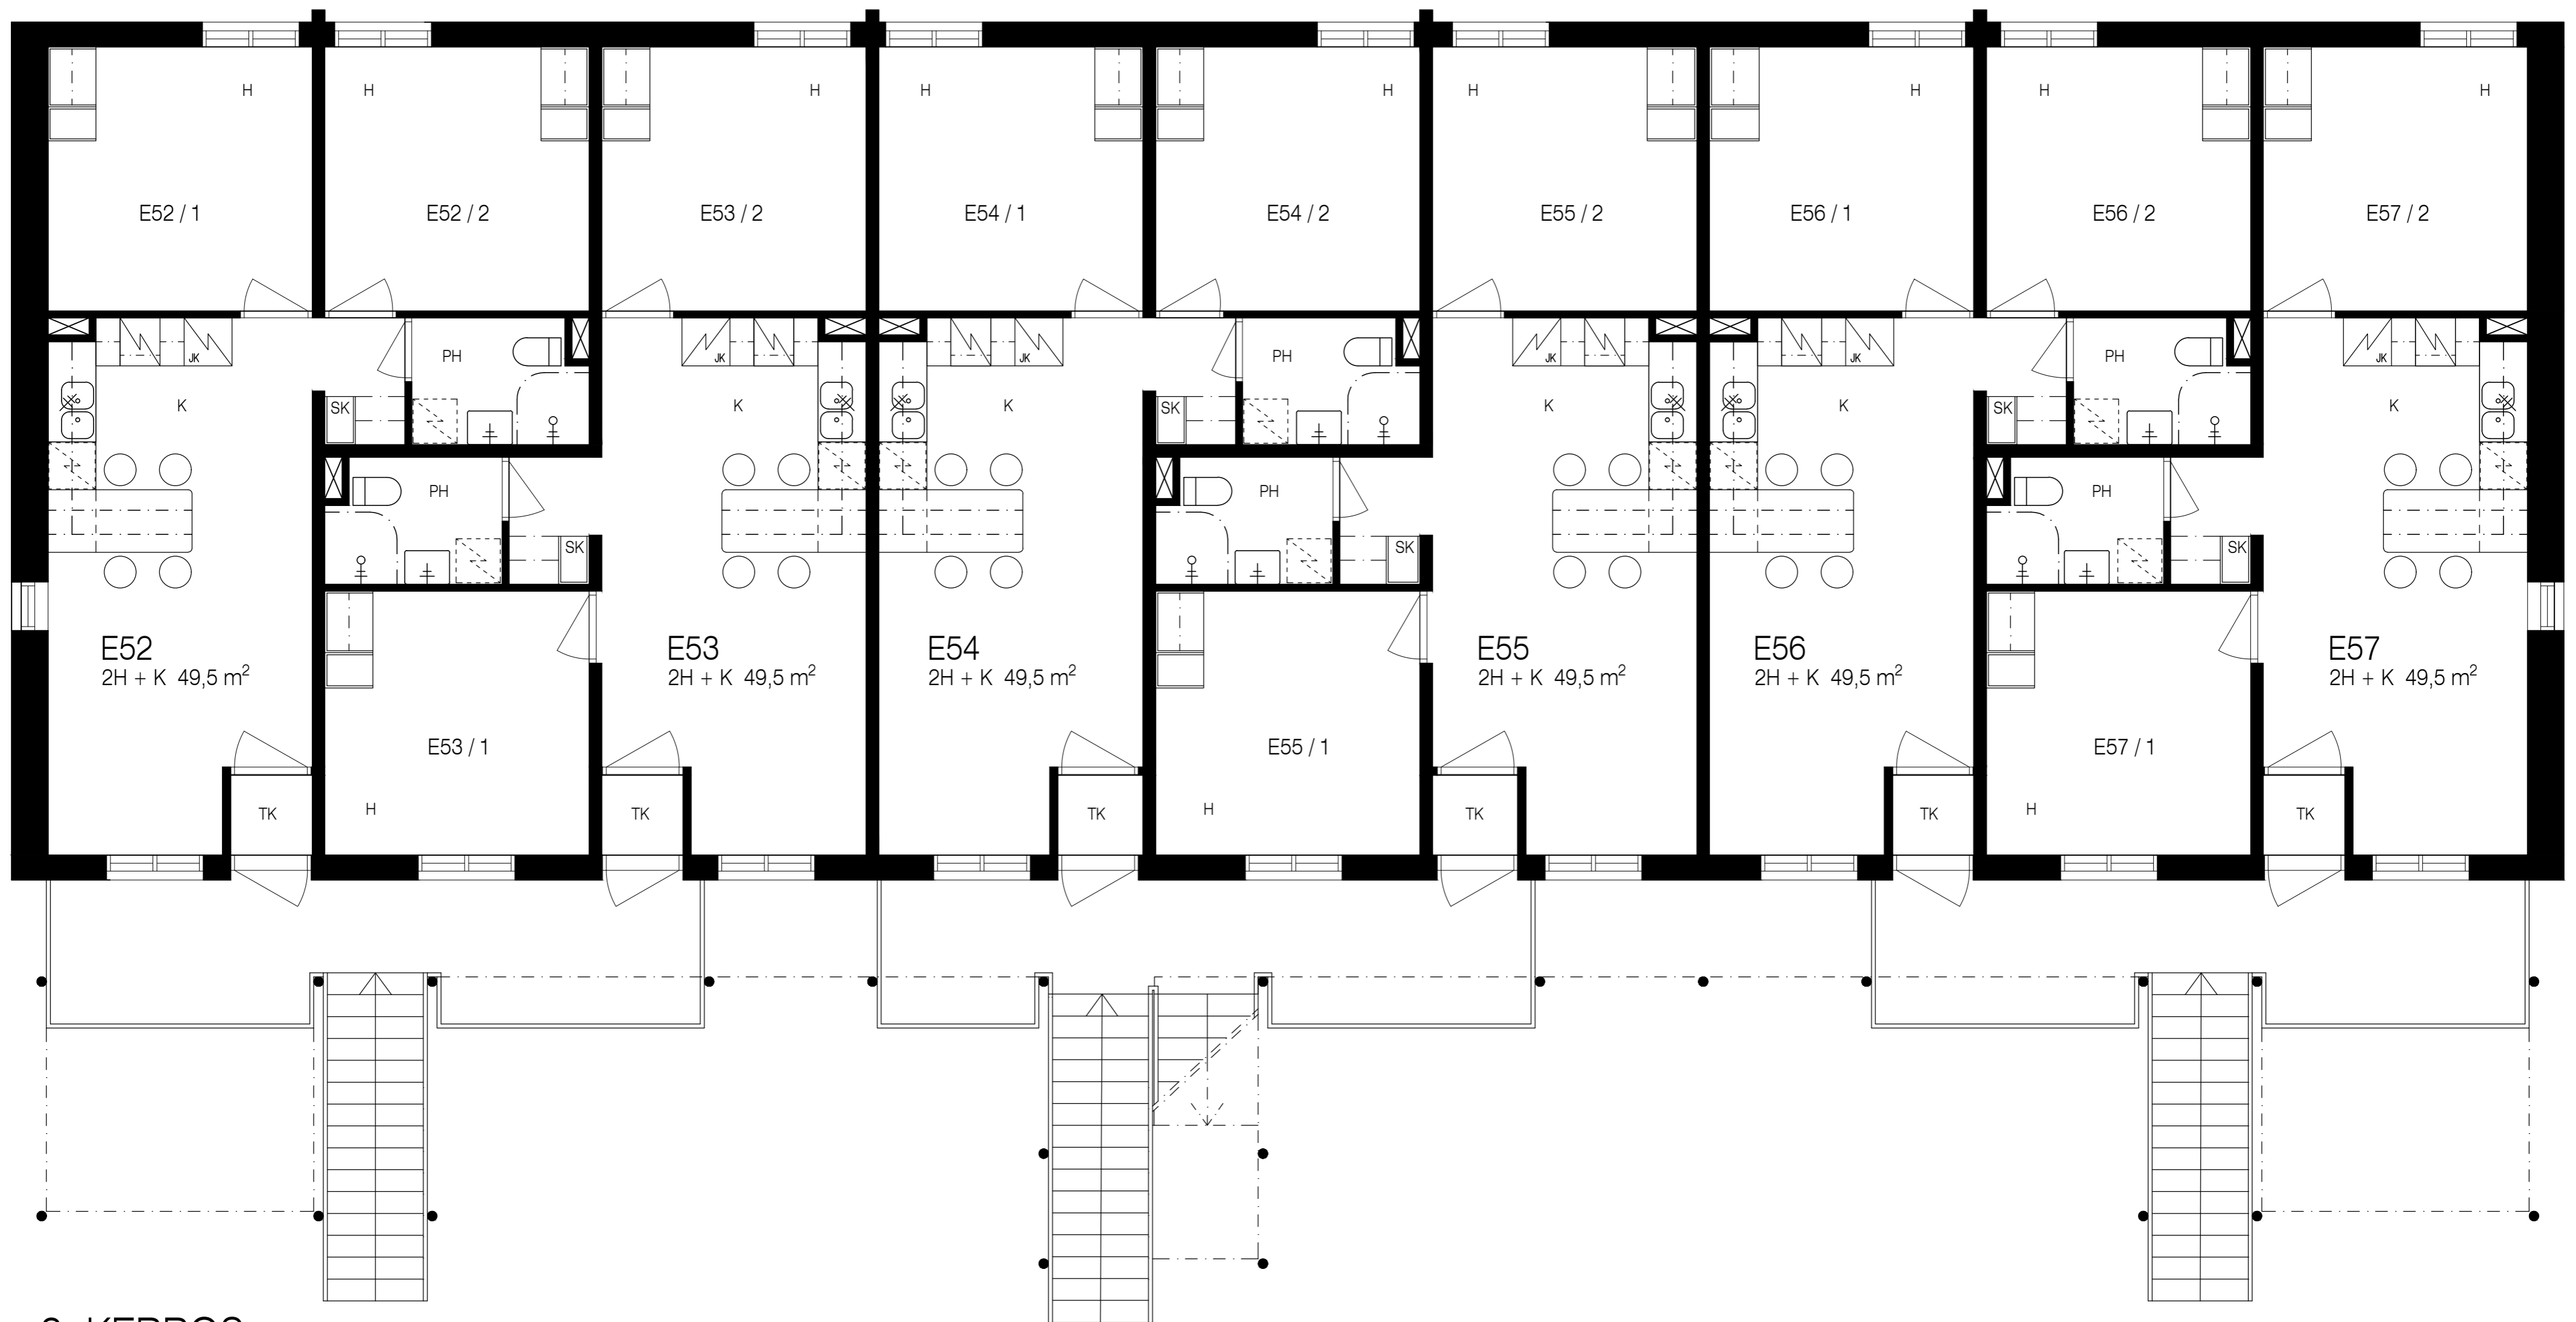 H H H H H H H H H
E52 / 1 E52 / 2 E53 / 2 E54 / 1 E54 / 2 E55 / 2 E56 / 1 E56 / 2 E57 / 2
JK PH JK JK PH JK JK PH JK
K SK K K SK K K SK K
PH PH PH
SK SK SK
E52 E53 E54 E55 E56 E57
2H + K 49,5 m² 2H + K 49,5 m² 2H + K 49,5 m² 2H + K 49,5 m² 2H + K 49,5 m² 2H + K 49,5 m²
E53 / 1 E55 / 1 E57 / 1
TK H TK TK H TK TK H TK
KERROS